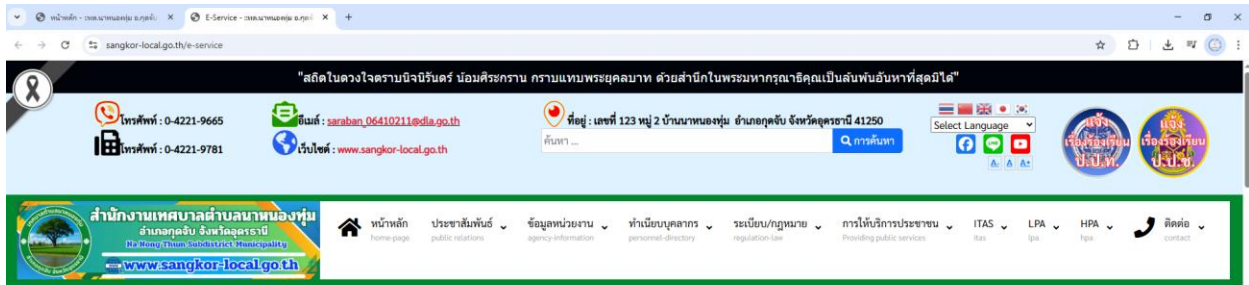 หน้าหลัก - :ทต.นาหนองทุ่ม อ.กุดจับ
E-Service - :ทต.นาหนองทุ่ม อ.กุดจั
sangkor-local.go.th/e-service
"สถิตในดวงใจตราบนิจนิรันดร์ น้อมศิระกราน กราบแทบพระยุคลบาท ด้วยสำนึกในพระมหากรุณาธิคุณเป็นล้นพ้นอันหาที่สุดมิได้"
โทรศัพท์ : 0-4221-9665
อีเมล์ : saraban_06410211@dla.go.th
ที่อยู่ : เลขที่ 123 หมู่ 2 บ้านนาหนองทุ่ม อำเภอกุดจับ จังหวัดอุดรธานี 41250
Select Language
โทรศัพท์ : 0-4221-9781
เว็บไซต์ : www.sangkor-local.go.th
ค้นหา ...
การค้นหา
A-
A
A+
แจ้ง
เรื่องร้องเรียน
ป.ป.ท.
แจ้ง
เรื่องร้องเรียน
ป.ป.ช.
สำนักงานเทศบาลตำบลนาหนองทุ่ม
อำเภอกุดจับ จังหวัดอุดรธานี
Na Nong Thum Subdistrict Municipality
www.sangkor-local.go.th
หน้าหลัก
home-page
ประชาสัมพันธ์
public relations
ข้อมูลหน่วยงาน
agency-information
ทำเนียบบุคลากร
personnel-directory
ระเบียบ/กฎหมาย
regulation-law
การให้บริการประชาชน
Providing public services
ITAS
itas
LPA
lpa
HPA
hpa
ติดต่อ
contact